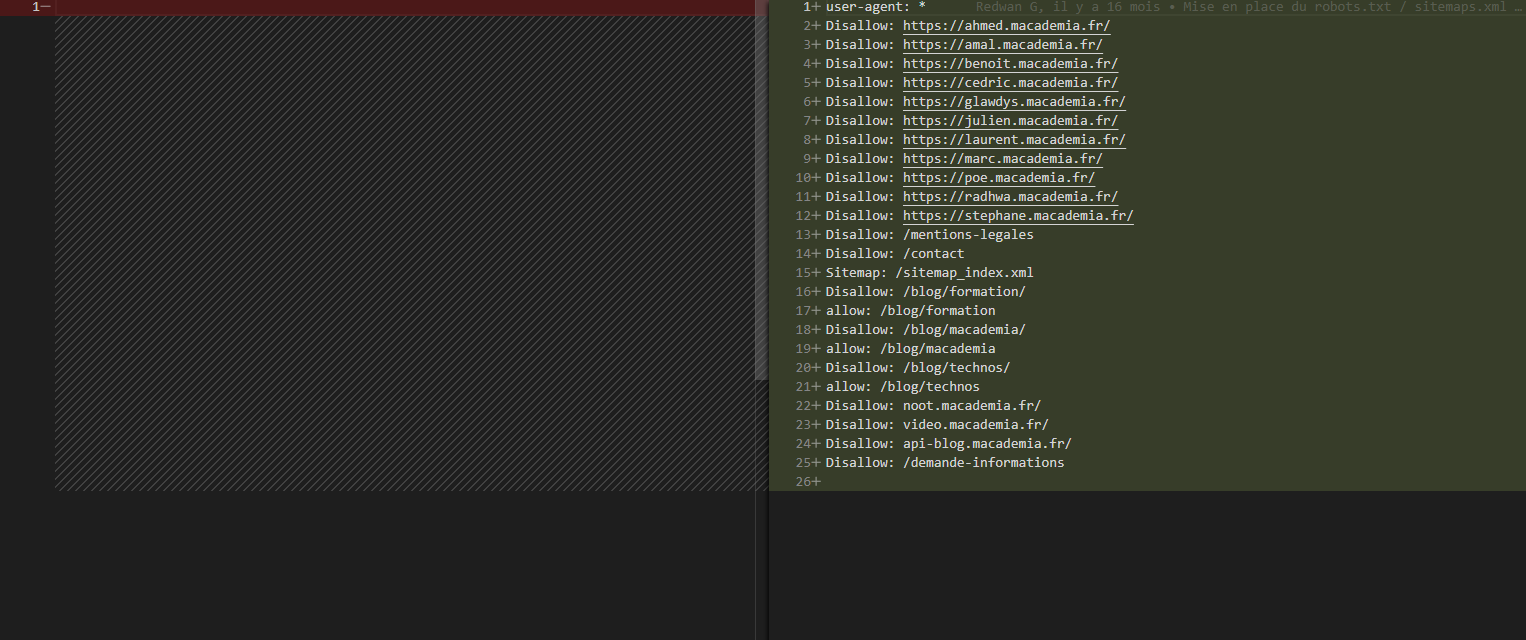 1−
1+ user-agent: * Redwan G, il y a 16 mois • Mise en place du robots.txt / sitemaps.xml …
2+ Disallow: https://ahmed.macademia.fr/
3+ Disallow: https://amal.macademia.fr/
4+ Disallow: https://benoit.macademia.fr/
5+ Disallow: https://cedric.macademia.fr/
6+ Disallow: https://glawdys.macademia.fr/
7+ Disallow: https://julien.macademia.fr/
8+ Disallow: https://laurent.macademia.fr/
9+ Disallow: https://marc.macademia.fr/
10+ Disallow: https://poe.macademia.fr/
11+ Disallow: https://radhwa.macademia.fr/
12+ Disallow: https://stephane.macademia.fr/
13+ Disallow: /mentions-legales
14+ Disallow: /contact
15+ Sitemap: /sitemap_index.xml
16+ Disallow: /blog/formation/
17+ allow: /blog/formation
18+ Disallow: /blog/macademia/
19+ allow: /blog/macademia
20+ Disallow: /blog/technos/
21+ allow: /blog/technos
22+ Disallow: noot.macademia.fr/
23+ Disallow: video.macademia.fr/
24+ Disallow: api-blog.macademia.fr/
25+ Disallow: /demande-informations
26+